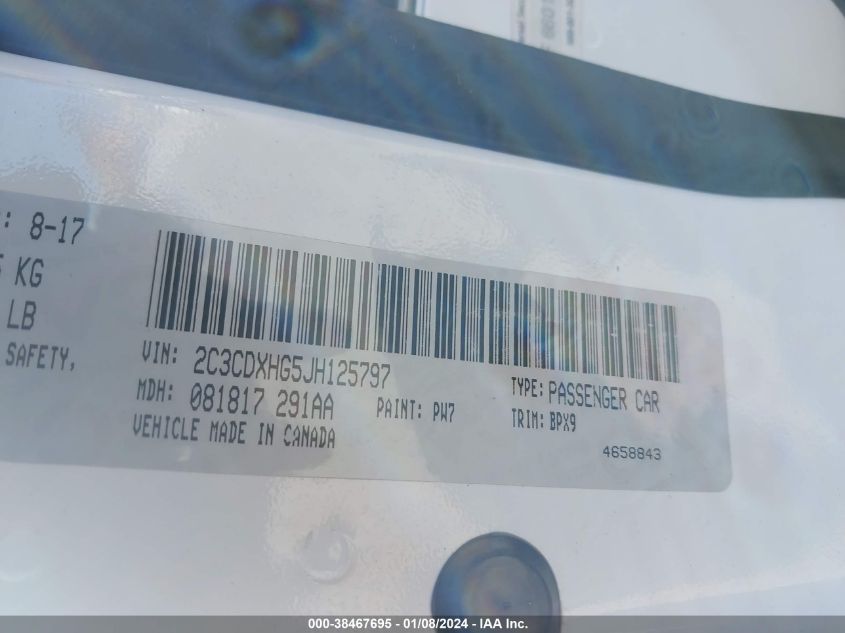 : 8-17
KG
LB
SAFETY,
VIN: 2C3CDXHG5JH125797
MDH: 081817 291AA
PAINT: PW7
VEHICLE MADE IN CANADA
TYPE: PASSENGER CAR
TRIM: BPX9
4658843
000-38467695 - 01/08/2024 - IAA Inc.